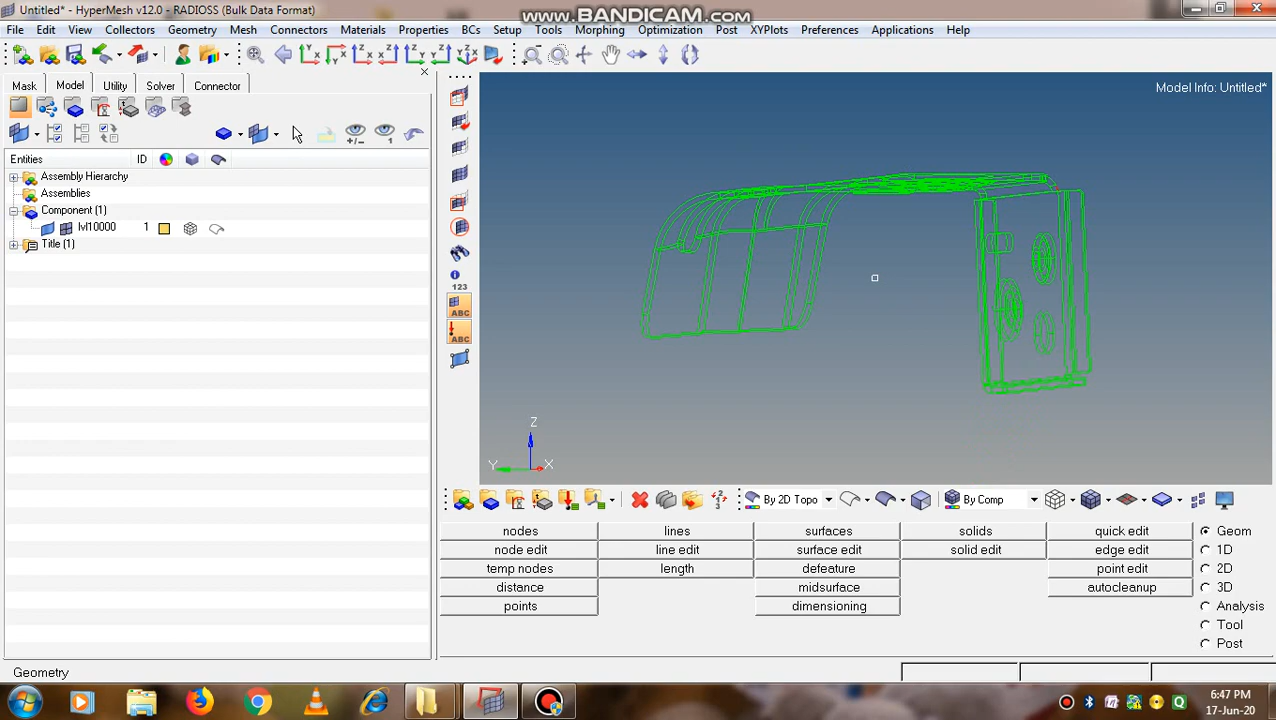 Untitled* - HyperMesh v12.0 - RADIOSS (Bulk Data Format)
www.BANDICAM.com
File Edit View Collectors Geometry Mesh Connectors Materials Properties BCs Setup Tools Morphing Optimization Post XYPlots Preferences Applications Help
Mask Model Utility Solver Connector
Model Info: Untitled*
Entities ID
Assembly Hierarchy
Assemblies
Component (1)
lvl10000 1
Title (1)
123
ABC
ABC
Z
Y X
By 2D Topo By Comp
nodes lines surfaces solids quick edit Geom
node edit line edit surface edit solid edit edge edit 1D
temp nodes length defeature point edit 2D
distance midsurface autocleanup 3D
points dimensioning Analysis
Tool
Post
Geometry
6:47 PM
17-Jun-20